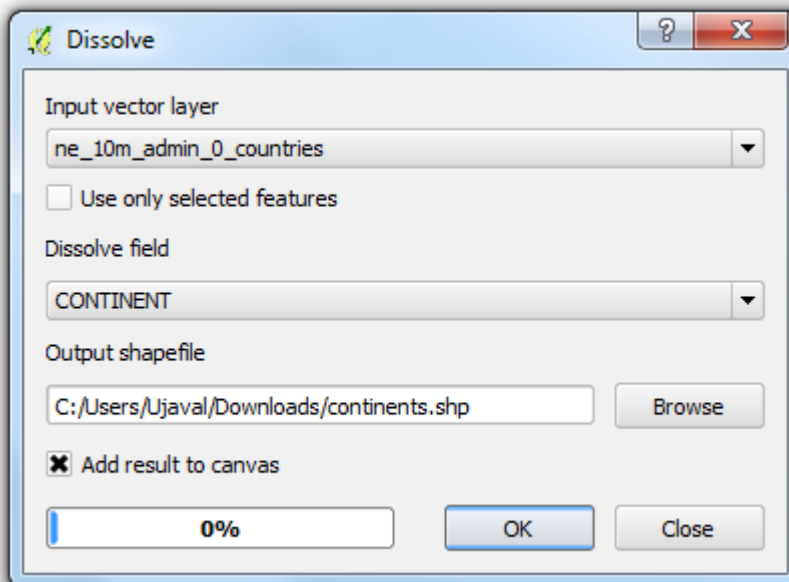 Dissolve
Input vector layer
ne_10m_admin_0_countries
Use only selected features
Dissolve field
CONTINENT
Output shapefile
C:/Users/Ujaval/Downloads/continents.shp
Browse
Add result to canvas
0%
OK
Close